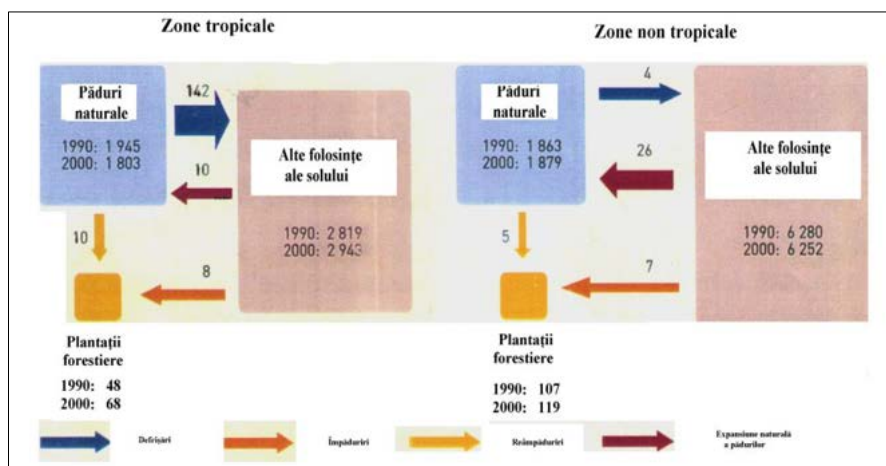 Zone tropicale
Zone non tropicale
Păduri
naturale
1990: 1 945
2000: 1 803
142
10
Alte folosințe
ale solului
1990: 2 819
2000: 2 943
10
8
Plantații
forestiere
1990: 48
2000: 68
Păduri
naturale
1990: 1 863
2000: 1 879
4
26
Alte folosințe
ale solului
1990: 6 280
2000: 6 252
5
7
Plantații
forestiere
1990: 107
2000: 119
Defrișări
Împăduriri
Reîmpăduriri
Expansiune naturală
a pădurilor